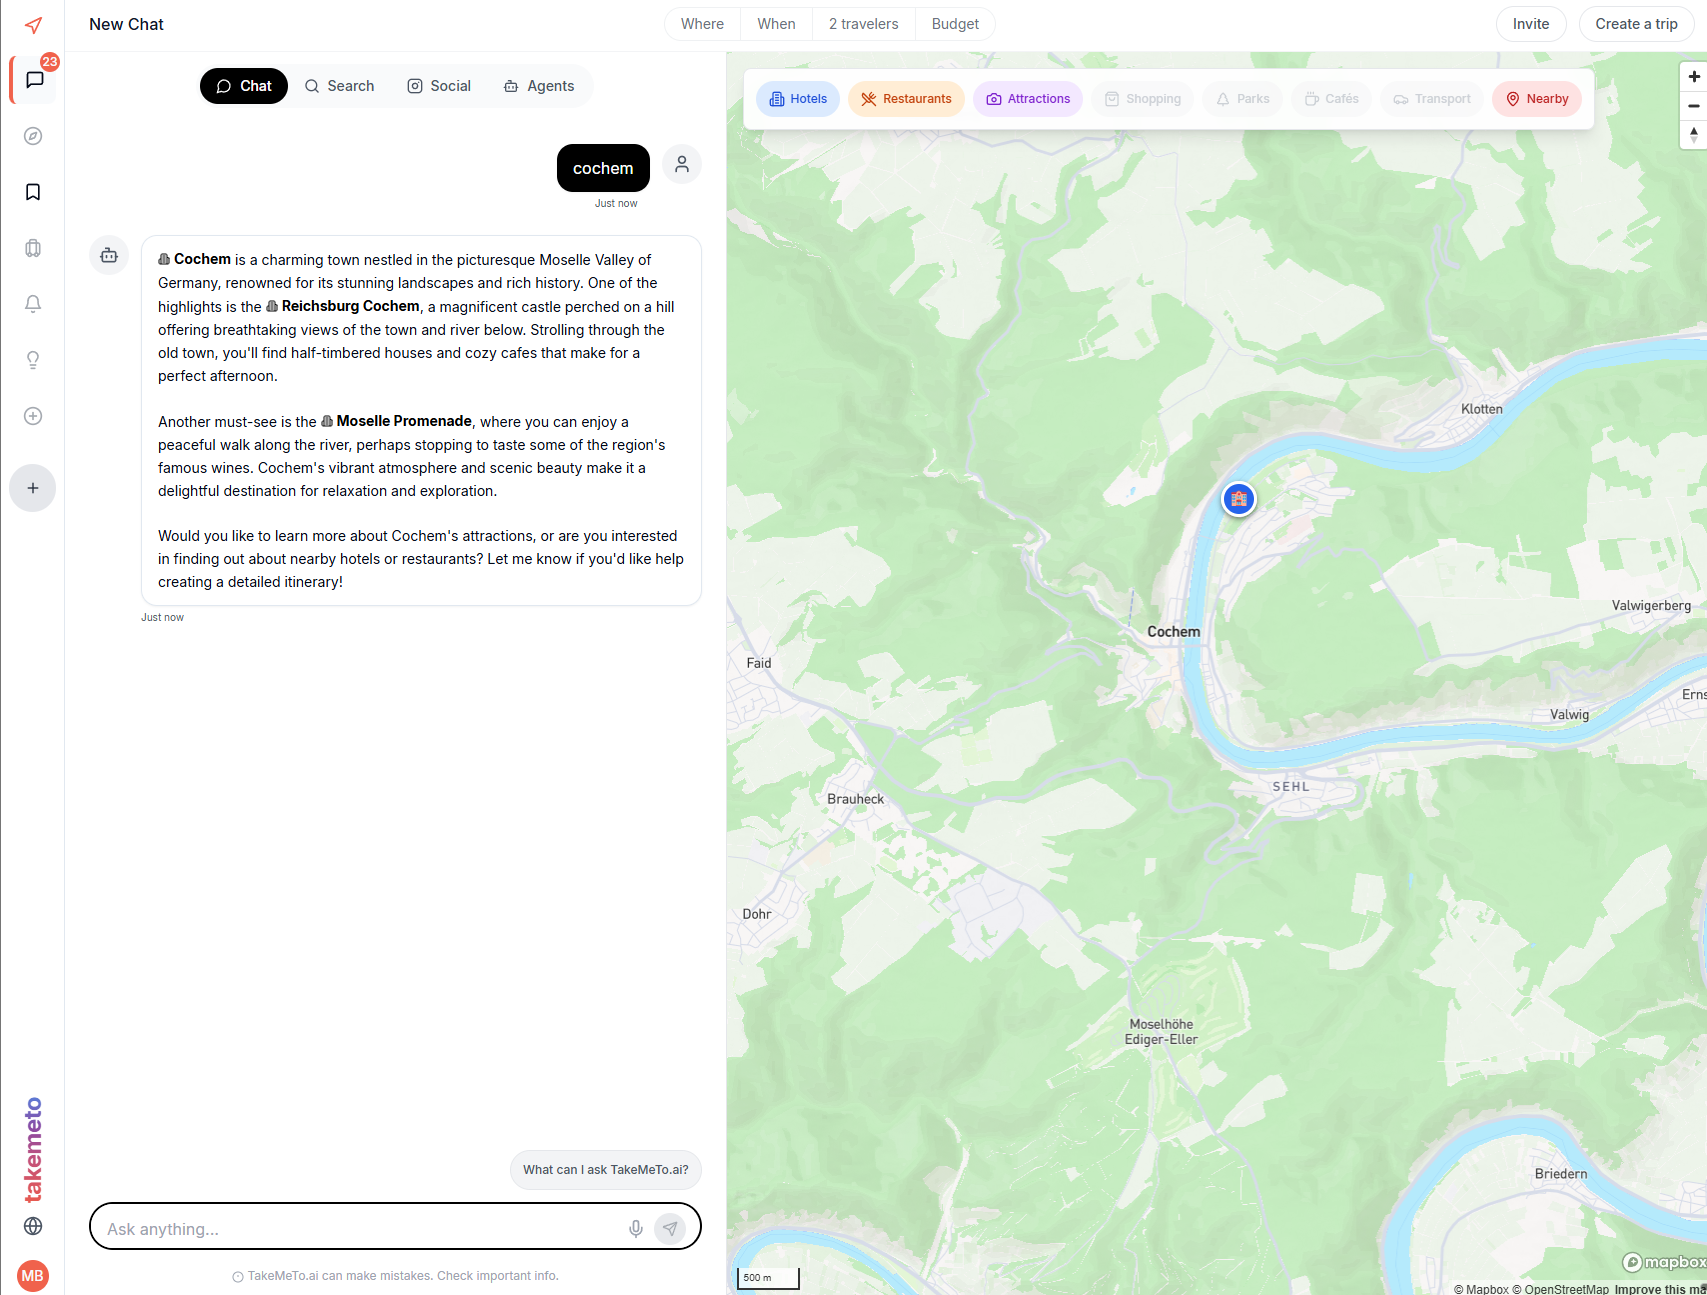 New Chat
Where
When
2 travelers
Budget
Invite
Create a trip
23
Chat
Search
Social
Agents
cochem
Just now
Cochem is a charming town nestled in the picturesque Moselle Valley of
Germany, renowned for its stunning landscapes and rich history. One of the
highlights is the Reichsburg Cochem, a magnificent castle perched on a hill
offering breathtaking views of the town and river below. Strolling through the
old town, you'll find half-timbered houses and cozy cafes that make for a
perfect afternoon.
Another must-see is the Moselle Promenade, where you can enjoy a
peaceful walk along the river, perhaps stopping to taste some of the region's
famous wines. Cochem's vibrant atmosphere and scenic beauty make it a
delightful destination for relaxation and exploration.
Would you like to learn more about Cochem's attractions, or are you interested
in finding out about nearby hotels or restaurants? Let me know if you'd like help
creating a detailed itinerary!
Just now
What can I ask TakeMeTo.ai?
Ask anything...
TakeMeTo.ai can make mistakes. Check important info.
takemeto
MB
Hotels
Restaurants
Attractions
Shopping
Parks
Cafés
Transport
Nearby
Klotten
Valwigerberg
Cochem
Faid
Erns
Valwig
SEHL
Brauheck
Dohr
Moselhöhe
Ediger-Eller
Briedern
500 m
mapbox
© Mapbox © OpenStreetMap Improve this m